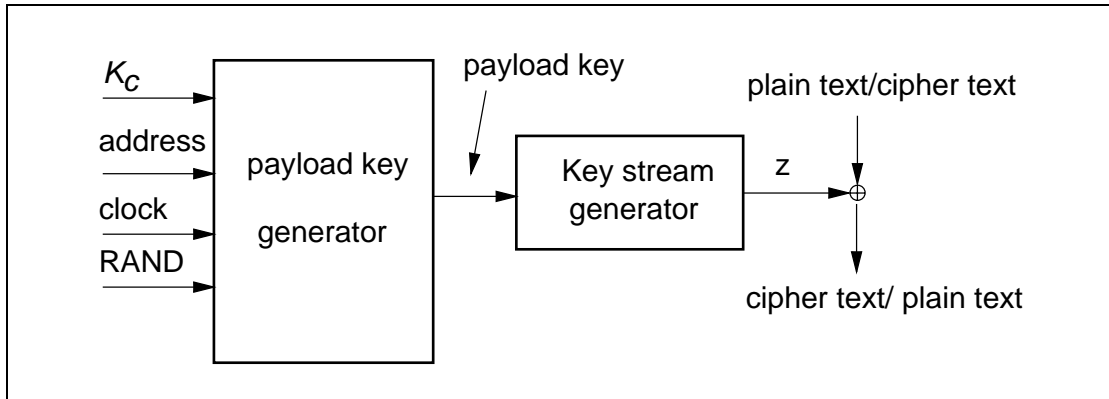 Kc
address
clock
RAND
payload key
generator
payload key
Key stream
generator
z
plain text/cipher text
cipher text/ plain text